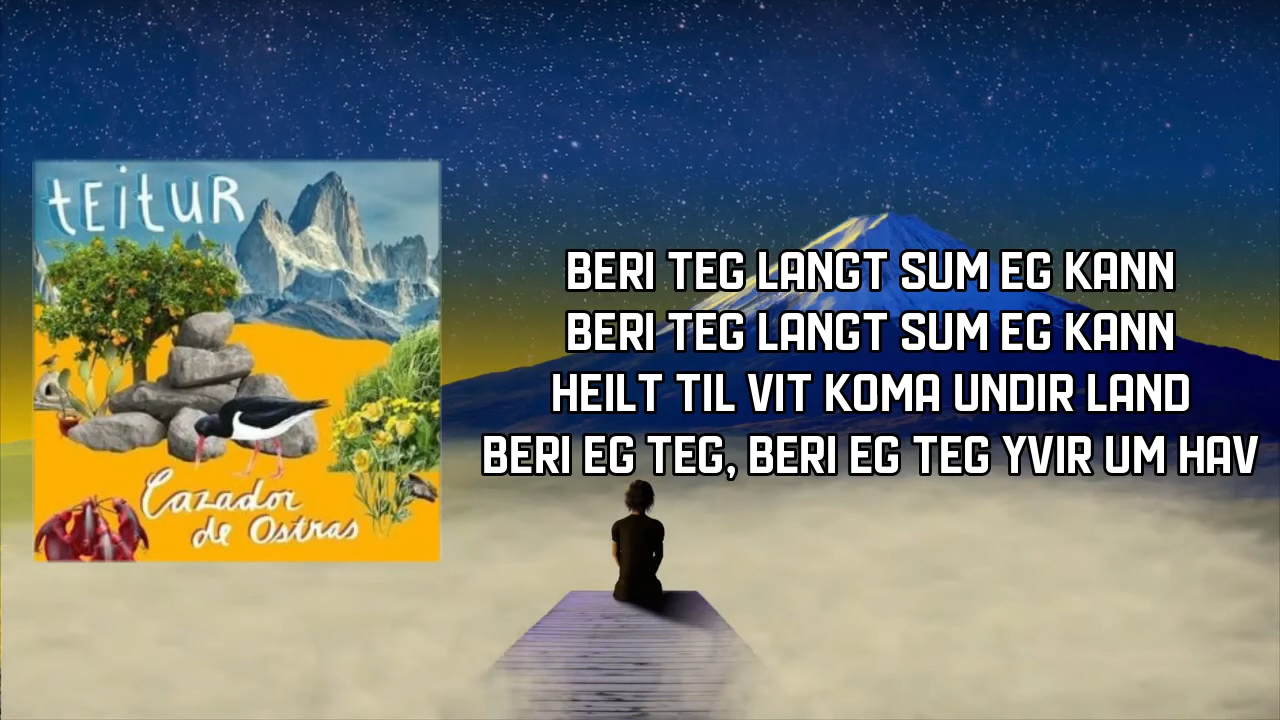 teitur
Cazador
de Ostras
BERI TEG LANGT SUM EG KANN
BERI TEG LANGT SUM EG KANN
HEILT TIL VIT KOMA UNDIR LAND
BERI EG TEG, BERI EG TEG YVIR UM HAV